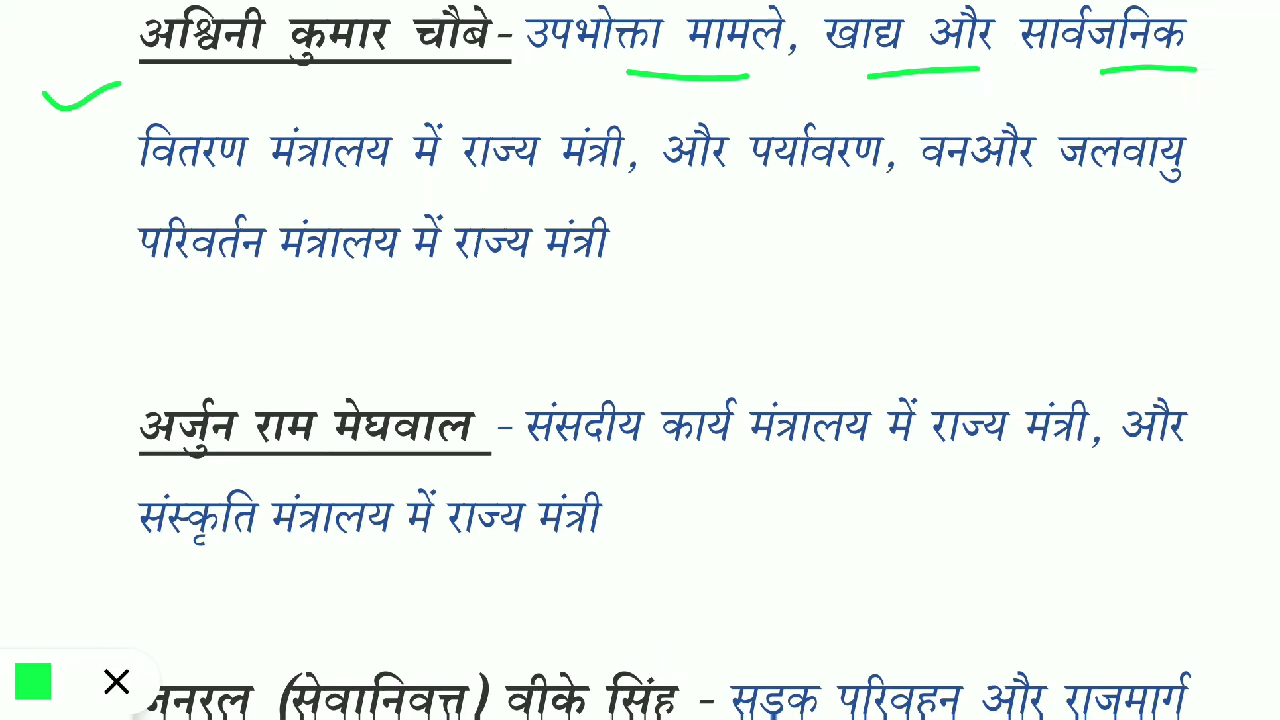 अश्विनी कुमार चौबे- उपभोक्ता मामले, खाद्य और सार्वजनिक
वितरण मंत्रालय में राज्य मंत्री, और पर्यावरण, वनऔर जलवायु
परिवर्तन मंत्रालय में राज्य मंत्री
अर्जुन राम मेघवाल - संसदीय कार्य मंत्रालय में राज्य मंत्री, और
संस्कृति मंत्रालय में राज्य मंत्री
जनरल (सेवानिवृत्त) वीके सिंह - सड़क परिवहन और राजमार्ग